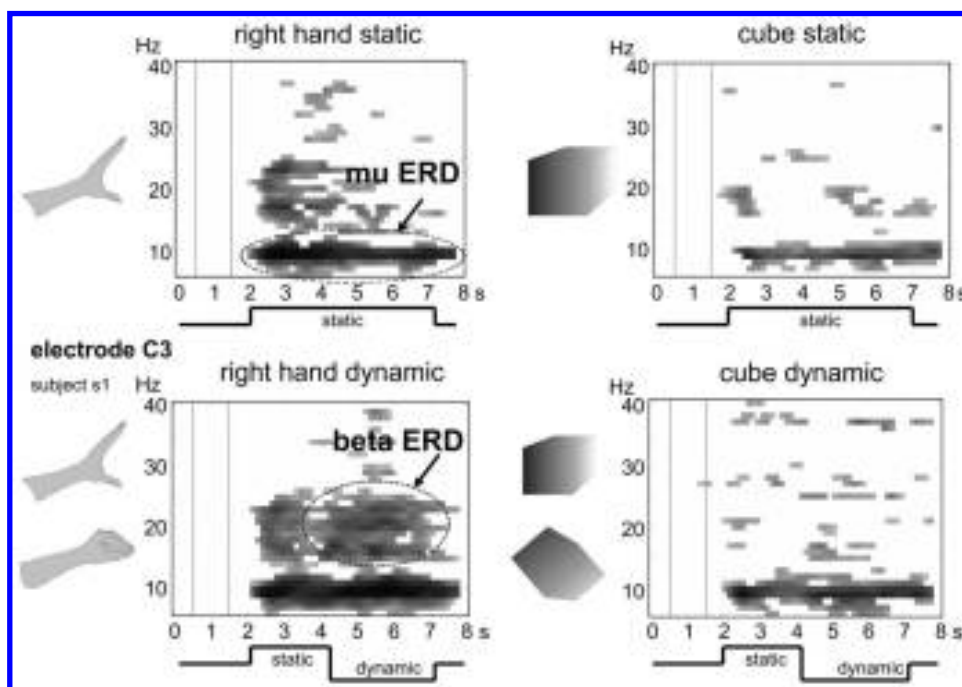 right hand static
Hz
40
30
20
10
mu ERD
0 1 2 3 4 5 6 7 8 s
static
cube static
Hz
40
30
20
10
0 1 2 3 4 5 6 7 8 s
static
electrode C3
subject s1
right hand dynamic
Hz
40
30
20
10
beta ERD
0 1 2 3 4 5 6 7 8 s
static
dynamic
cube dynamic
Hz
40
30
20
10
0 1 2 3 4 5 6 7 8 s
static
dynamic